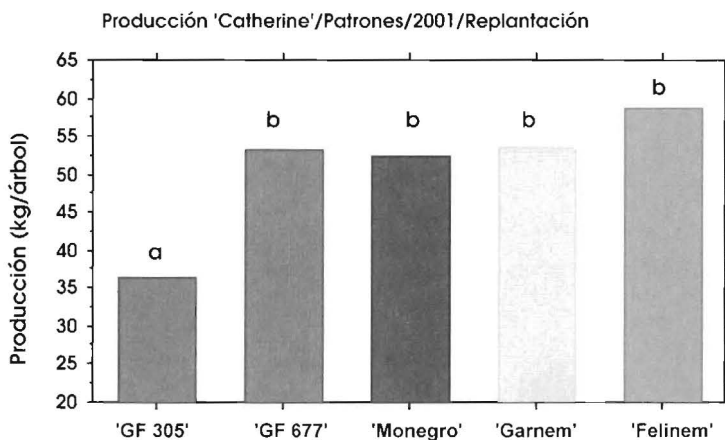 Producción 'Catherine'/Patrones/2001/Replantación
Producción (kg/árbol)
65
60
55
50
45
40
35
30
25
20
a
b
b
b
b
'GF 305' 'GF 677' 'Monegro' 'Garnem' 'Felinem'